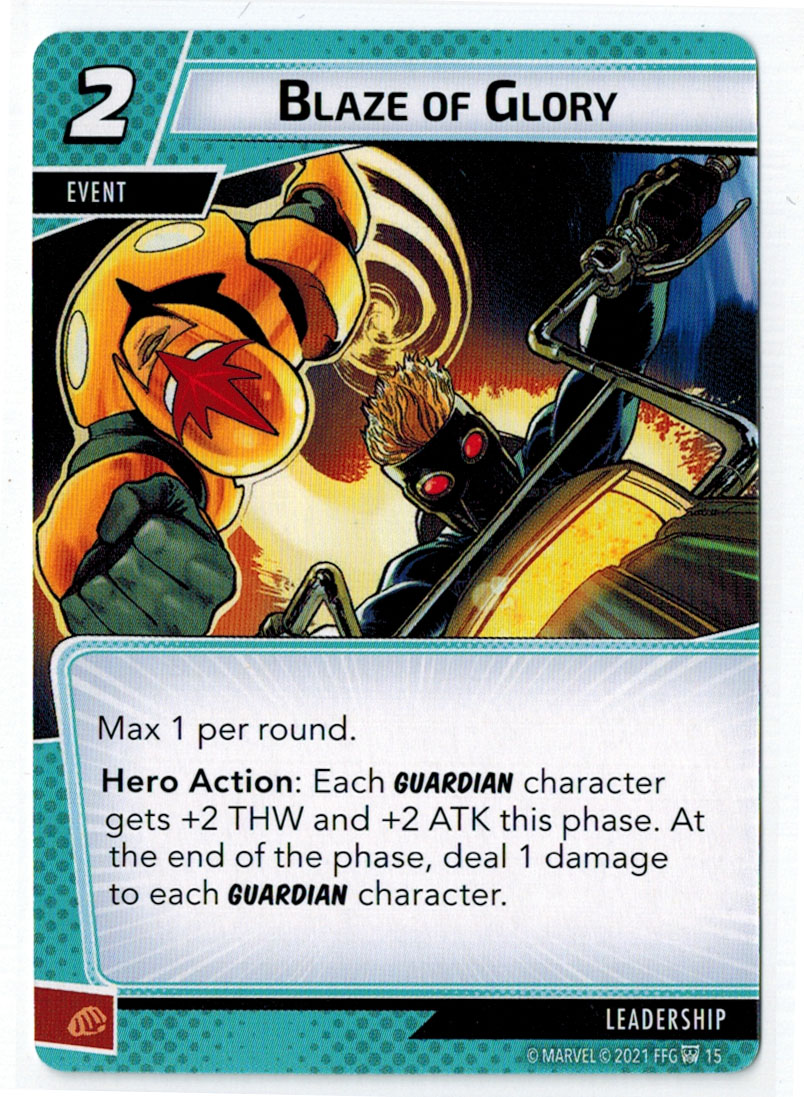 2
BLAZE OF GLORY
EVENT
Max 1 per round.
Hero Action: Each GUARDIAN character
gets +2 THW and +2 ATK this phase. At
the end of the phase, deal 1 damage
to each GUARDIAN character.
LEADERSHIP
© MARVEL © 2021 FFG 15